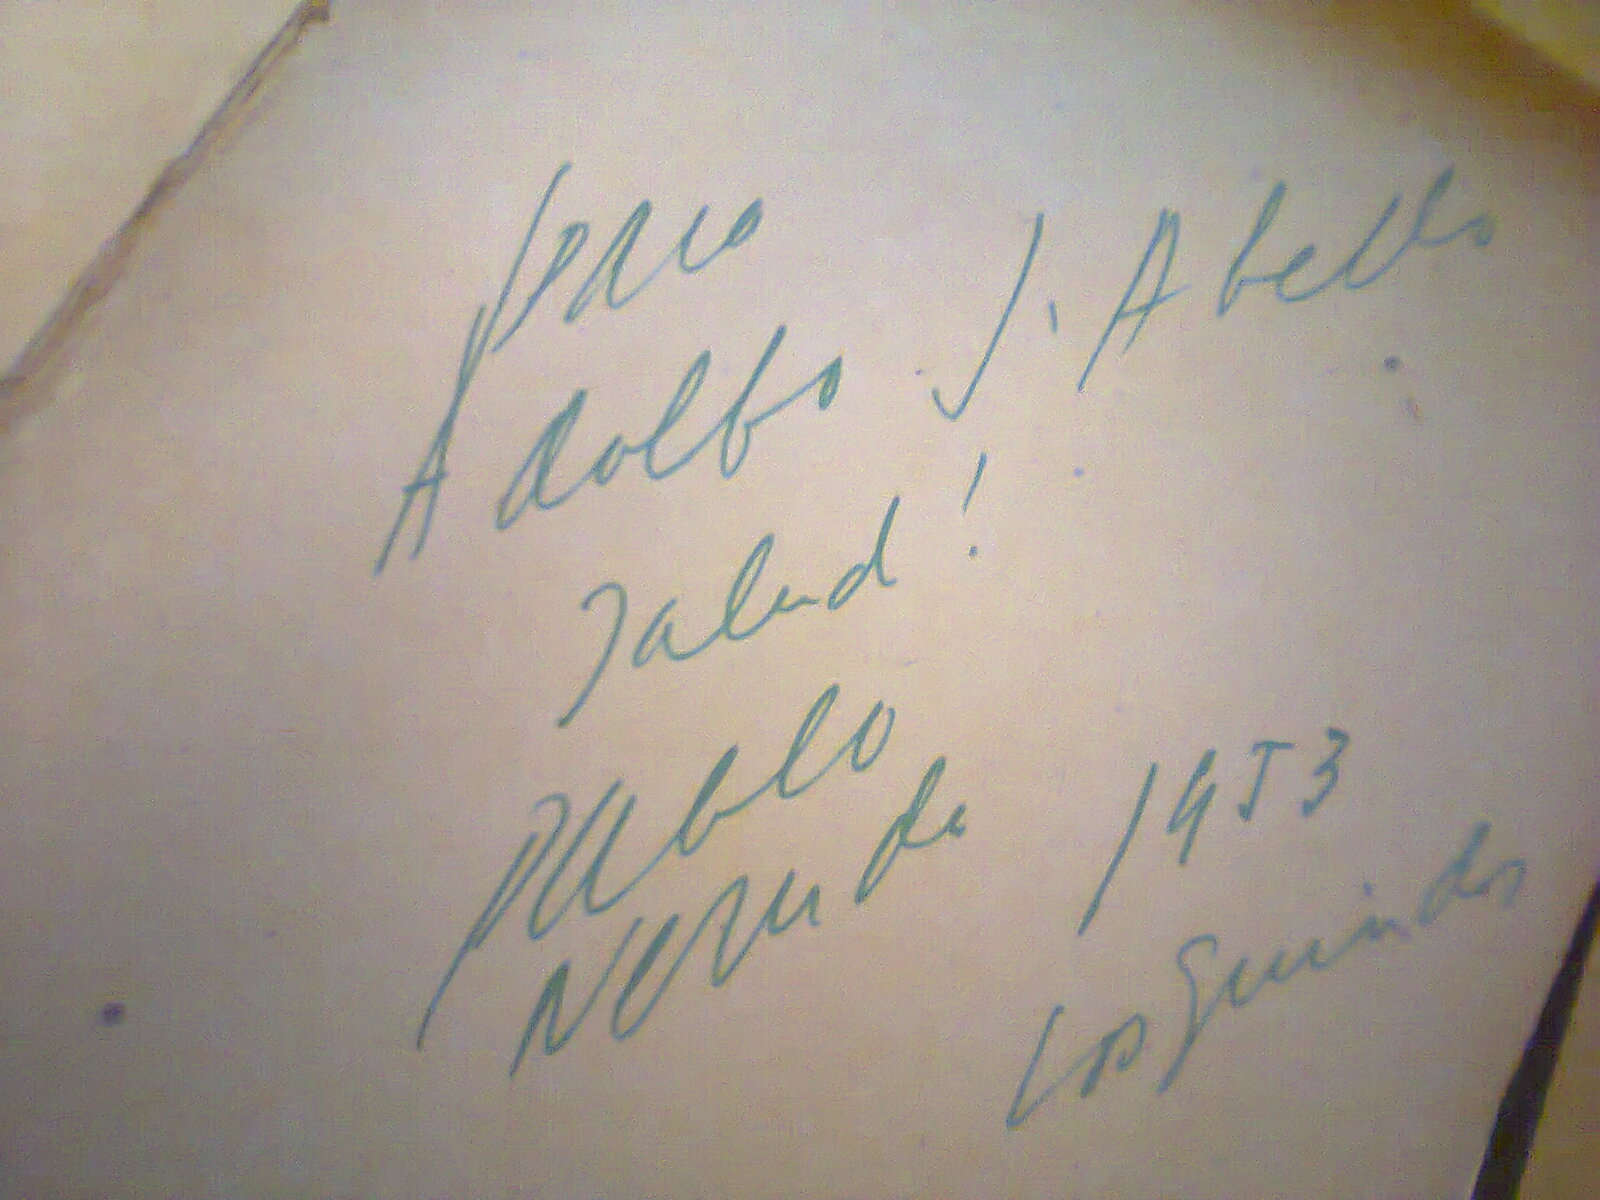 Para
Adolfo J. Abello
Salud!
Pablo
Neruda 1953
Los Guindos